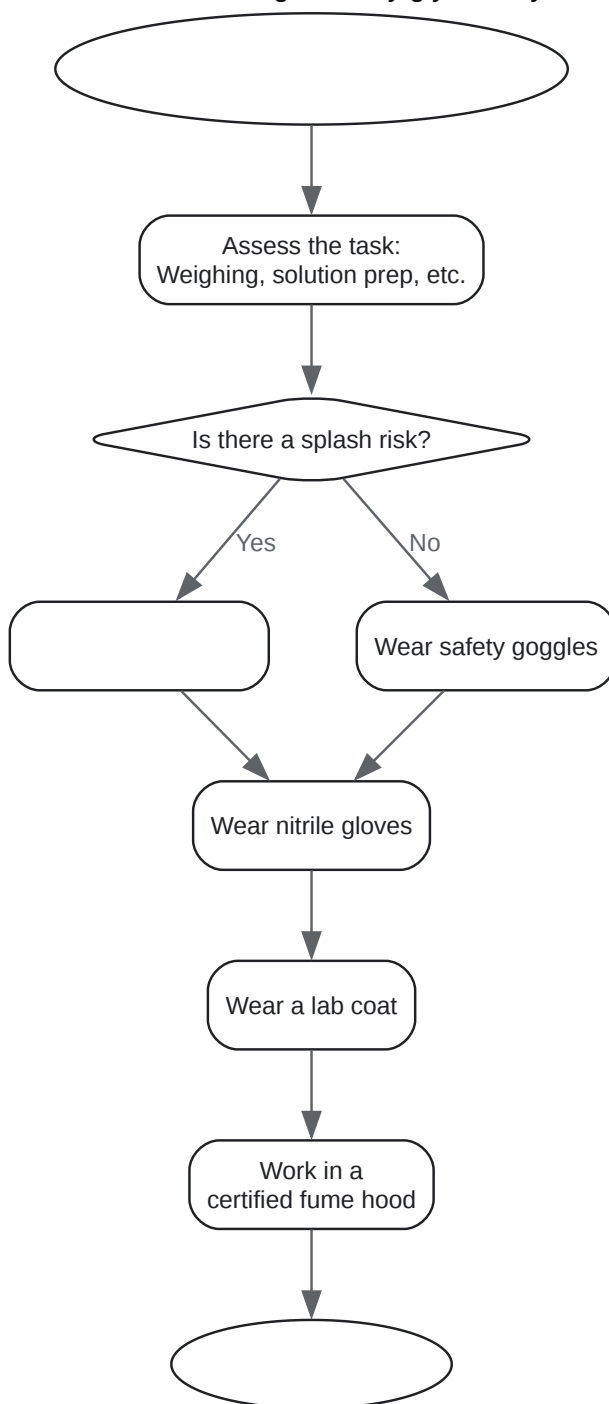 Assess the task:
Weighing, solution prep, etc.
Is there a splash risk?
Yes
No
Wear safety goggles
Wear nitrile gloves
Wear a lab coat
Work in a
certified fume hood